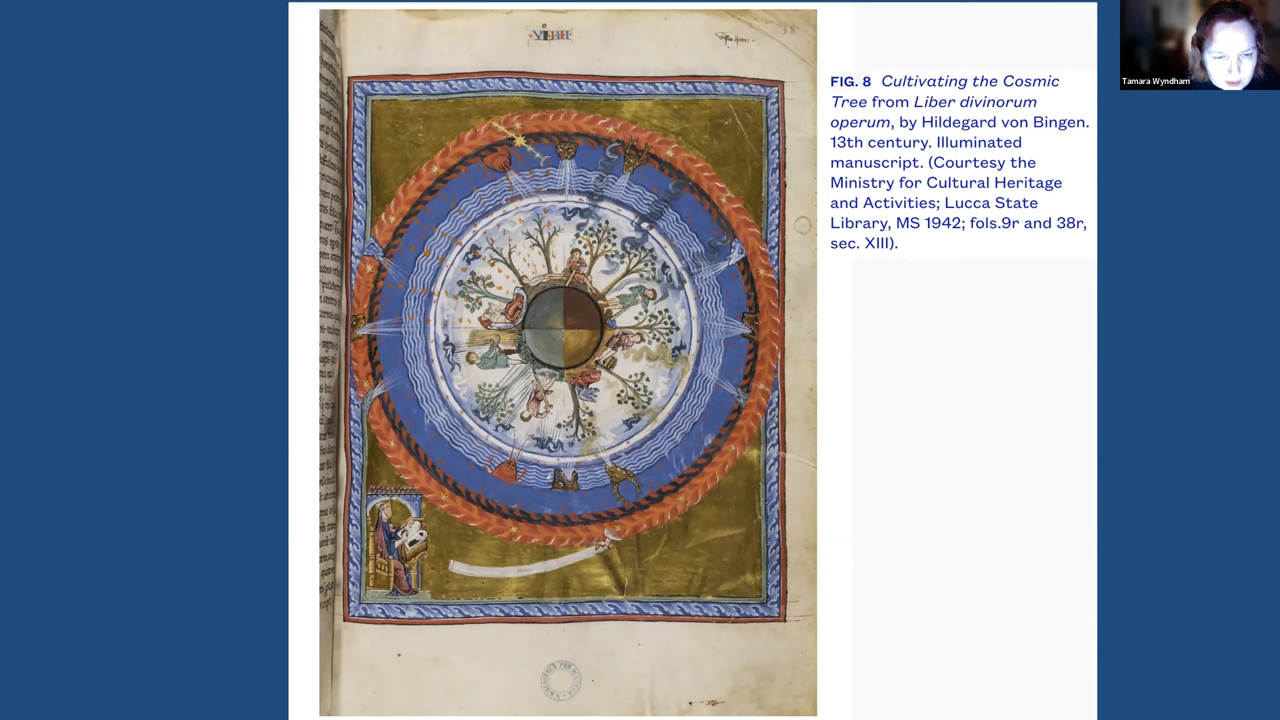 VIIII
38
FIG. 8 Cultivating the Cosmic
Tree from Liber divinorum
operum, by Hildegard von Bingen.
13th century. Illuminated
manuscript. (Courtesy the
Ministry for Cultural Heritage
and Activities; Lucca State
Library, MS 1942; fols.9r and 38r,
sec. XIII).
Tamara Wyndham